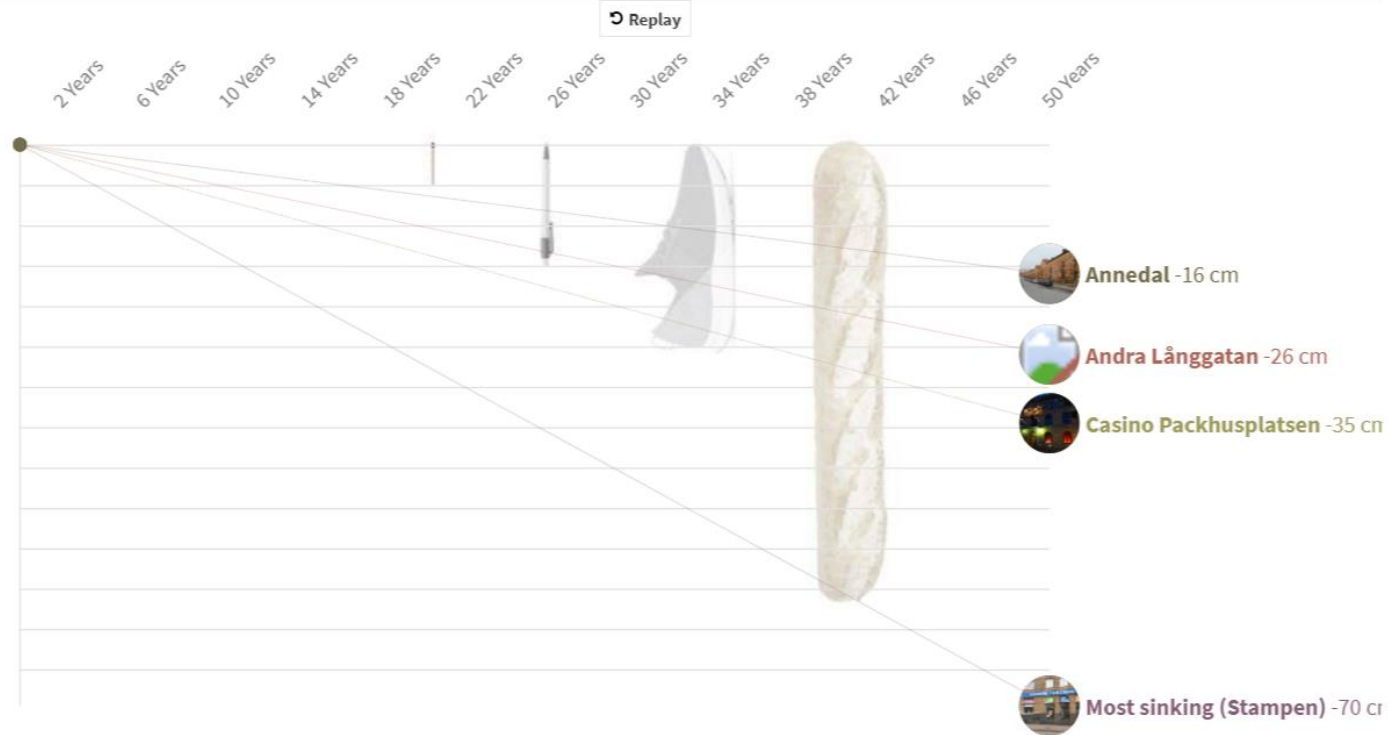 Replay
2 Years
6 Years
10 Years
14 Years
18 Years
22 Years
26 Years
30 Years
34 Years
38 Years
42 Years
46 Years
50 Years
Annedal -16 cm
Andra Långgatan -26 cm
Casino Packhusplatsen -35 cm
Most sinking (Stampen) -70 cm